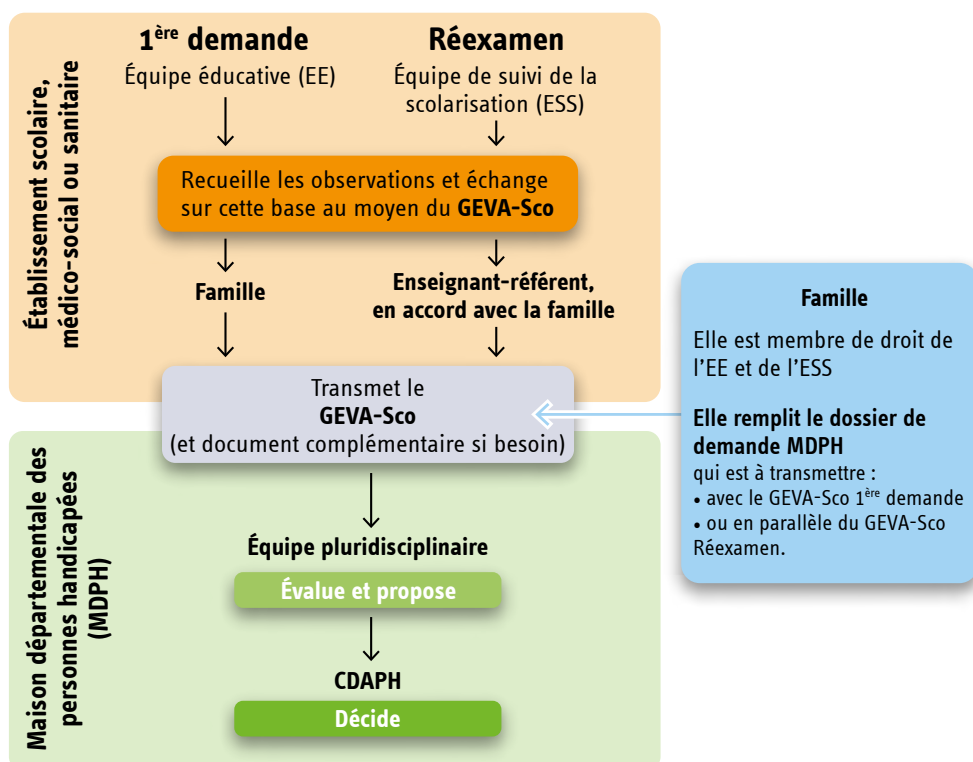 Établissement scolaire,
médico-social ou sanitaire
1ère demande
Équipe éducative (EE)
Réexamen
Équipe de suivi de la
scolarisation (ESS)
Recueille les observations et échange
sur cette base au moyen du GEVA-Sco
Famille
Enseignant-référent,
en accord avec la famille
Transmet le
GEVA-Sco
(et document complémentaire si besoin)
Famille
Elle est membre de droit de
l'EE et de l'ESS
Elle remplit le dossier de
demande MDPH
qui est à transmettre :
• avec le GEVA-Sco 1ère demande
• ou en parallèle du GEVA-Sco
Réexamen.
Maison départementale des
personnes handicapées
(MDPH)
Équipe pluridisciplinaire
Évalue et propose
CDAPH
Décide